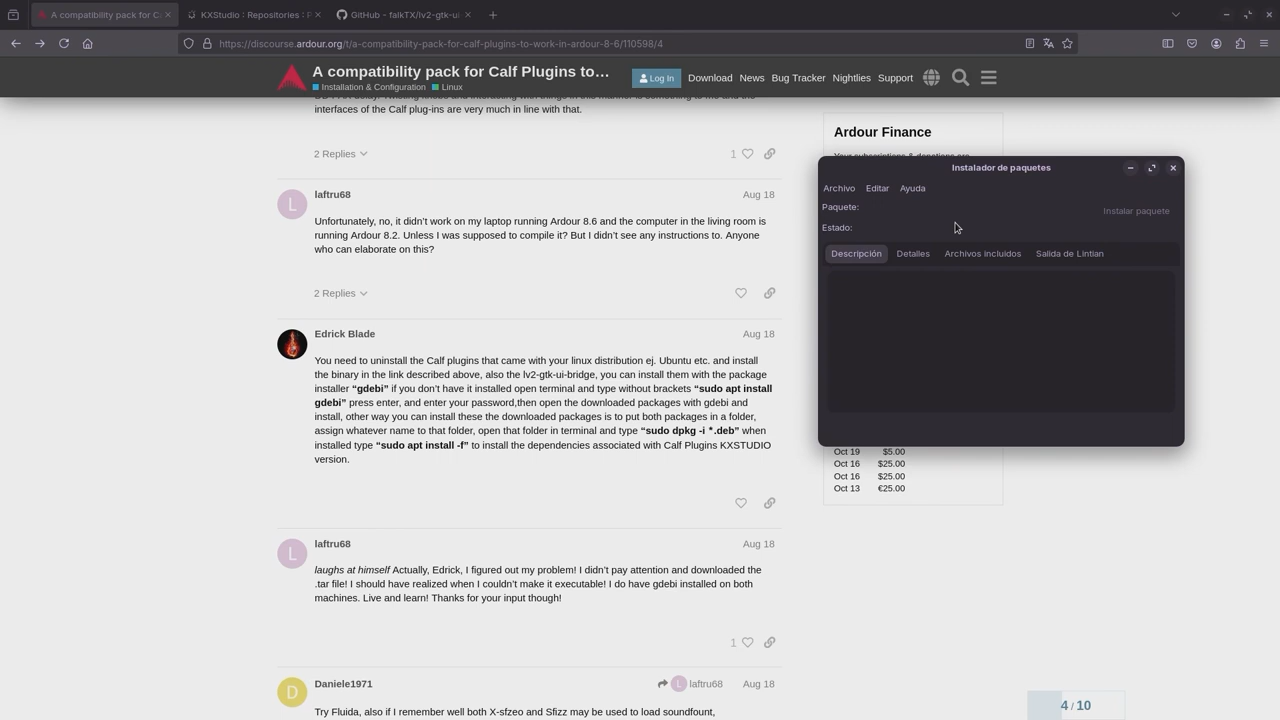 A compatibility pack for C
KXStudio : Repositories : P
GitHub - falkTX/lv2-gtk-ui
https://discourse.ardour.org/t/a-compatibility-pack-for-calf-plugins-to-work-in-ardour-8-6/110598/4
A compatibility pack for Calf Plugins to…
Installation & Configuration
Linux
Log In
Download
News
Bug Tracker
Nightlies
Support
interfaces of the Calf plug-ins are very much in line with that.
2 Replies
1
L
laftru68
Aug 18
Unfortunately, no, it didn’t work on my laptop running Ardour 8.6 and the computer in the living room is
running Ardour 8.2. Unless I was supposed to compile it? But I didn’t see any instructions to. Anyone
who can elaborate on this?
2 Replies
Edrick Blade
Aug 18
You need to uninstall the Calf plugins that came with your linux distribution ej. Ubuntu etc. and install
the binary in the link described above, also the lv2-gtk-ui-bridge, you can install them with the package
installer “gdebi” if you don’t have it installed open terminal and type without brackets “sudo apt install
gdebi” press enter, and enter your password,then open the downloaded packages with gdebi and
install, other way you can install these the downloaded packages is to put both packages in a folder,
assign whatever name to that folder, open that folder in terminal and type “sudo dpkg -i *.deb” when
installed type “sudo apt install -f” to install the dependencies associated with Calf Plugins KXSTUDIO
version.
L
laftru68
Aug 18
laughs at himself Actually, Edrick, I figured out my problem! I didn’t pay attention and downloaded the
.tar file! I should have realized when I couldn’t make it executable! I do have gdebi installed on both
machines. Live and learn! Thanks for your input though!
1
D
Daniele1971
L
laftru68
Aug 18
Try Fluida, also if I remember well both X-sfzeo and Sfizz may be used to load soundfount,
Ardour Finance
Instalador de paquetes
Archivo
Editar
Ayuda
Paquete:
Instalar paquete
Estado:
Descripción
Detalles
Archivos incluidos
Salida de Lintian
Oct 19 $5.00
Oct 16 $25.00
Oct 16 $25.00
Oct 13 €25.00
4 / 10